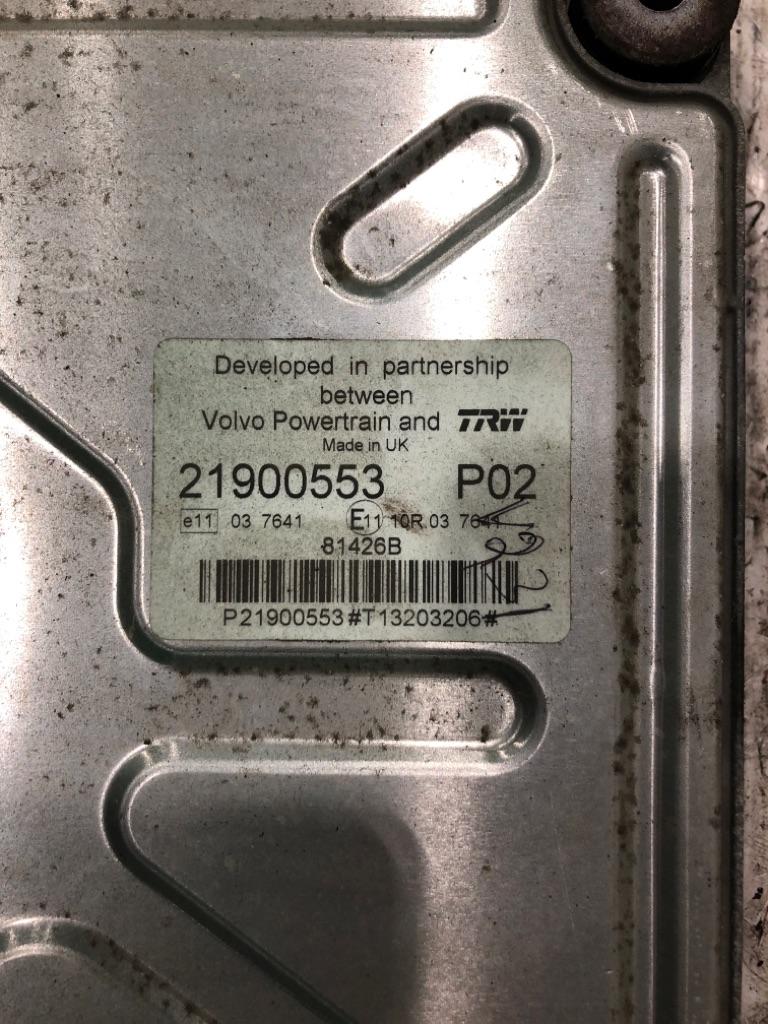 Developed in partnership
between
Volvo Powertrain and TRW
Made in UK
21900553 P02
e11 03 7641 E11 10R 03 7641
81426B
P21900553#T13203206#